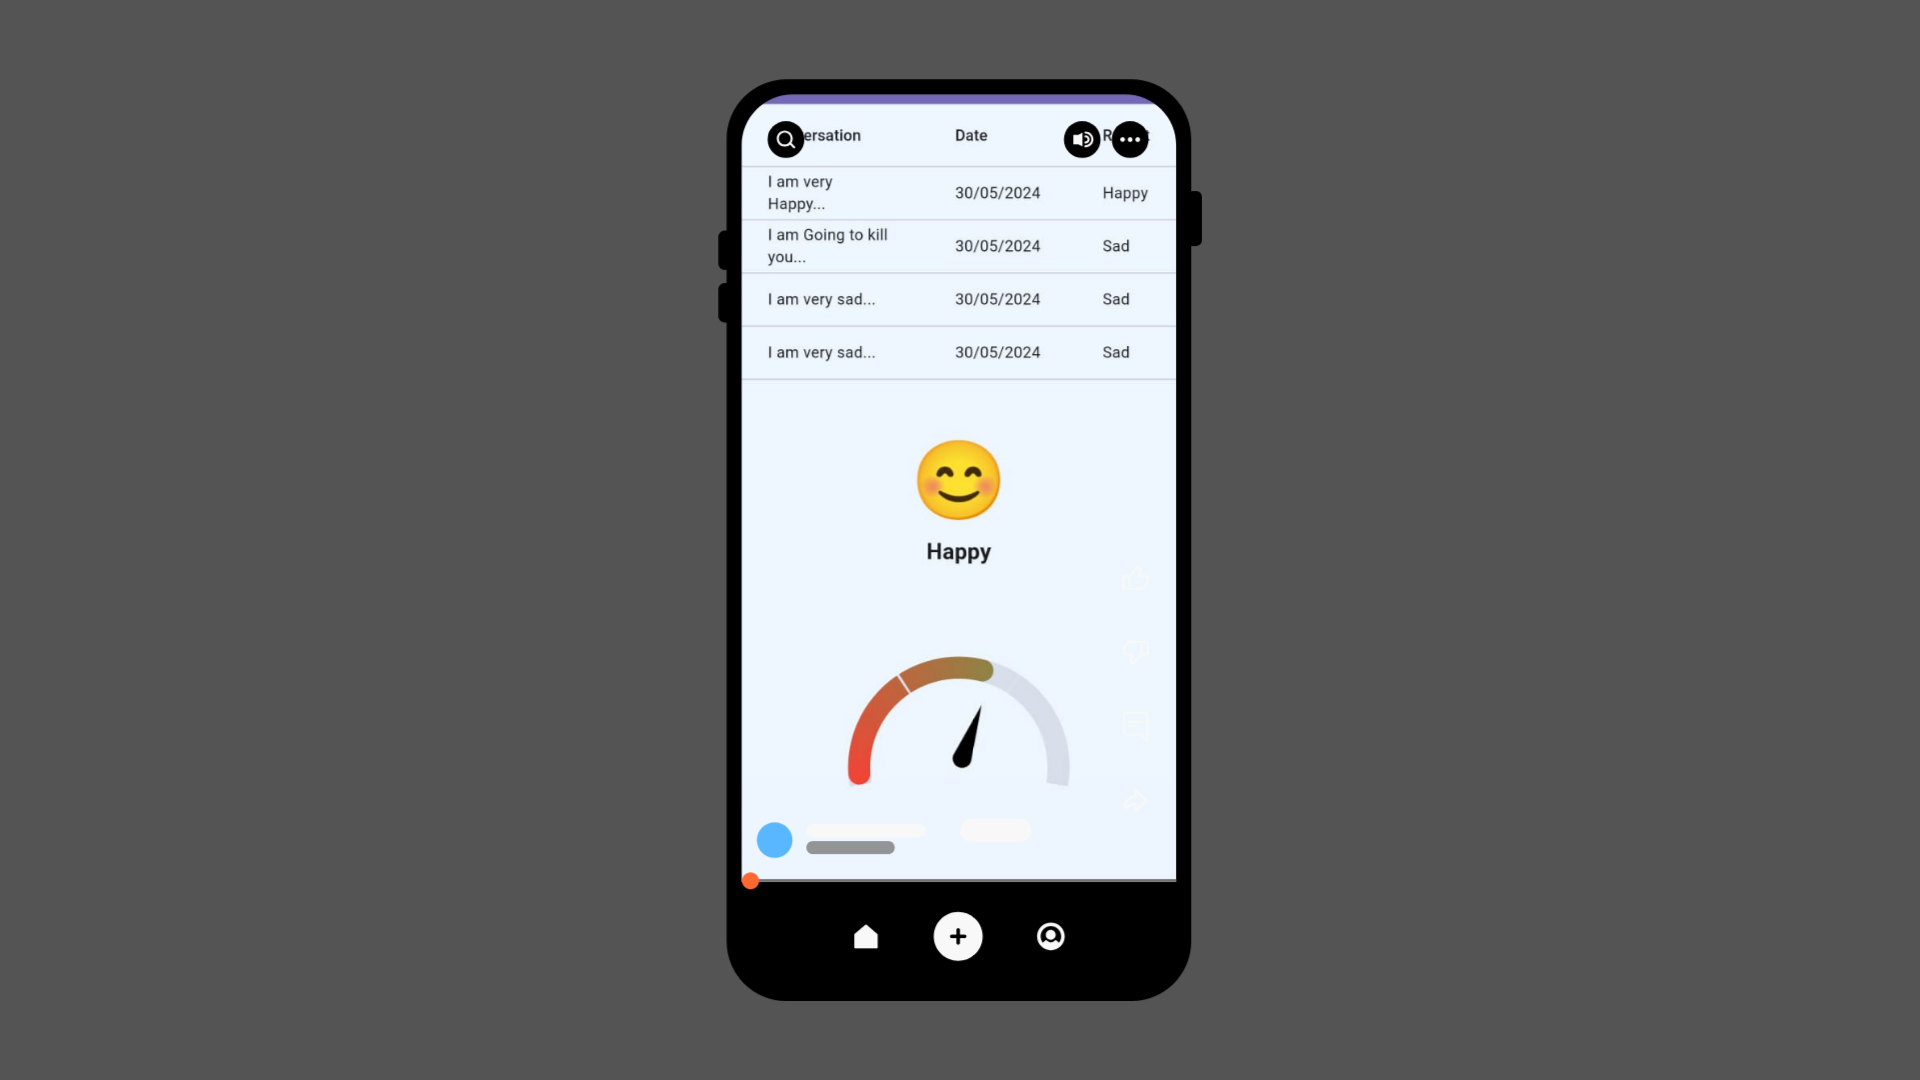 ersation Date R
I am very
Happy... 30/05/2024 Happy
I am Going to kill
you... 30/05/2024 Sad
I am very sad... 30/05/2024 Sad
I am very sad... 30/05/2024 Sad
Happy